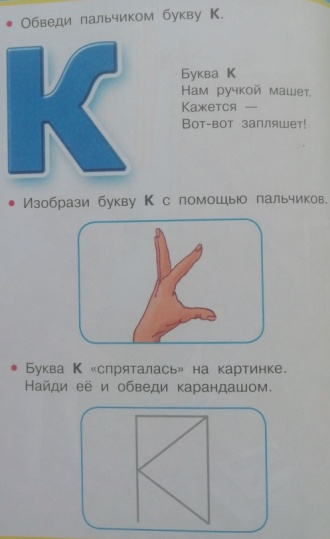 • Обведи пальчиком букву К.
К
Буква К
Нам ручкой машет.
Кажется —
Вот-вот запляшет!
• Изобрази букву К с помощью пальчиков.
• Буква К «спряталась» на картинке.
Найди её и обведи карандашом.